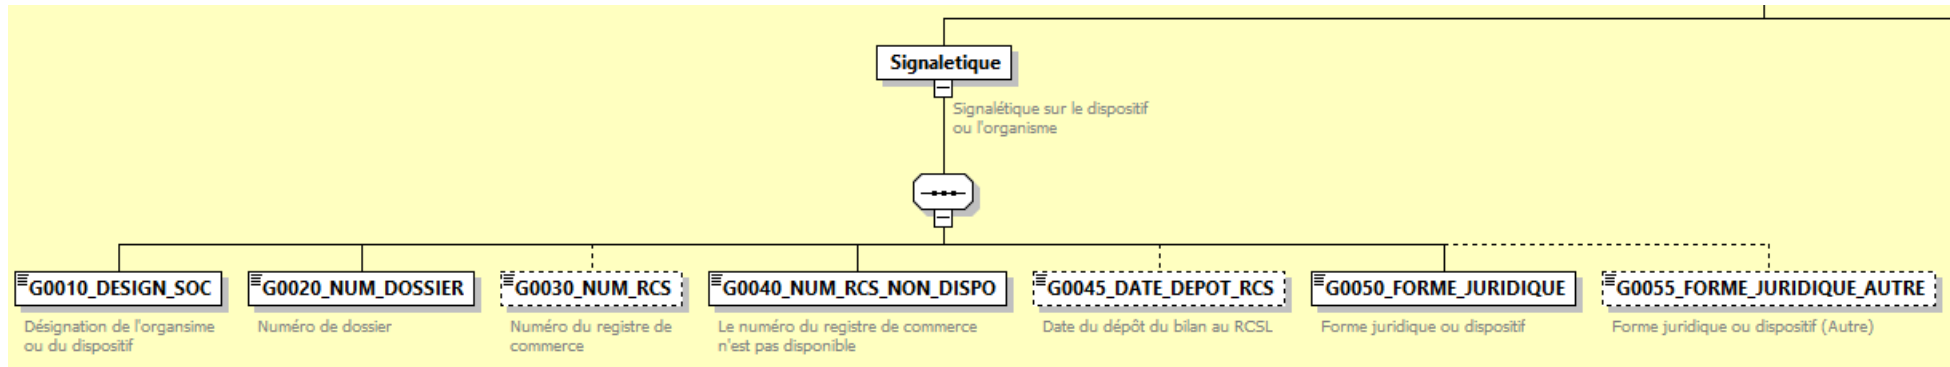 Signaletique
Signalétique sur le dispositif
ou l'organisme
G0010_DESIGN_SOC
Désignation de l'organsime
ou du dispositif
G0020_NUM_DOSSIER
Numéro de dossier
G0030_NUM_RCS
Numéro du registre de
commerce
G0040_NUM_RCS_NON_DISPO
Le numéro du registre de commerce
n'est pas disponible
G0045_DATE_DEPOT_RCS
Date du dépôt du bilan au RCSL
G0050_FORME_JURIDIQUE
Forme juridique ou dispositif
G0055_FORME_JURIDIQUE_AUTRE
Forme juridique ou dispositif (Autre)